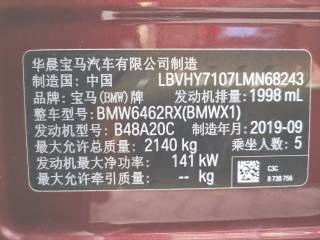 华晨宝马汽车有限公司制造
制造国: 中国 LBVHY7107LMN68243
品牌: 宝马(BMW)牌 发动机排量: 1998 mL
整车型号: BMW6462RX(BMWX1)
发动机型号: B48A20C 制造年月: 2019-09
最大允许总质量: 2140 kg 乘坐人数: 5
发动机最大净功率: 141 kW
最大允许牵引质量: -- kg
C3C
8 738 756